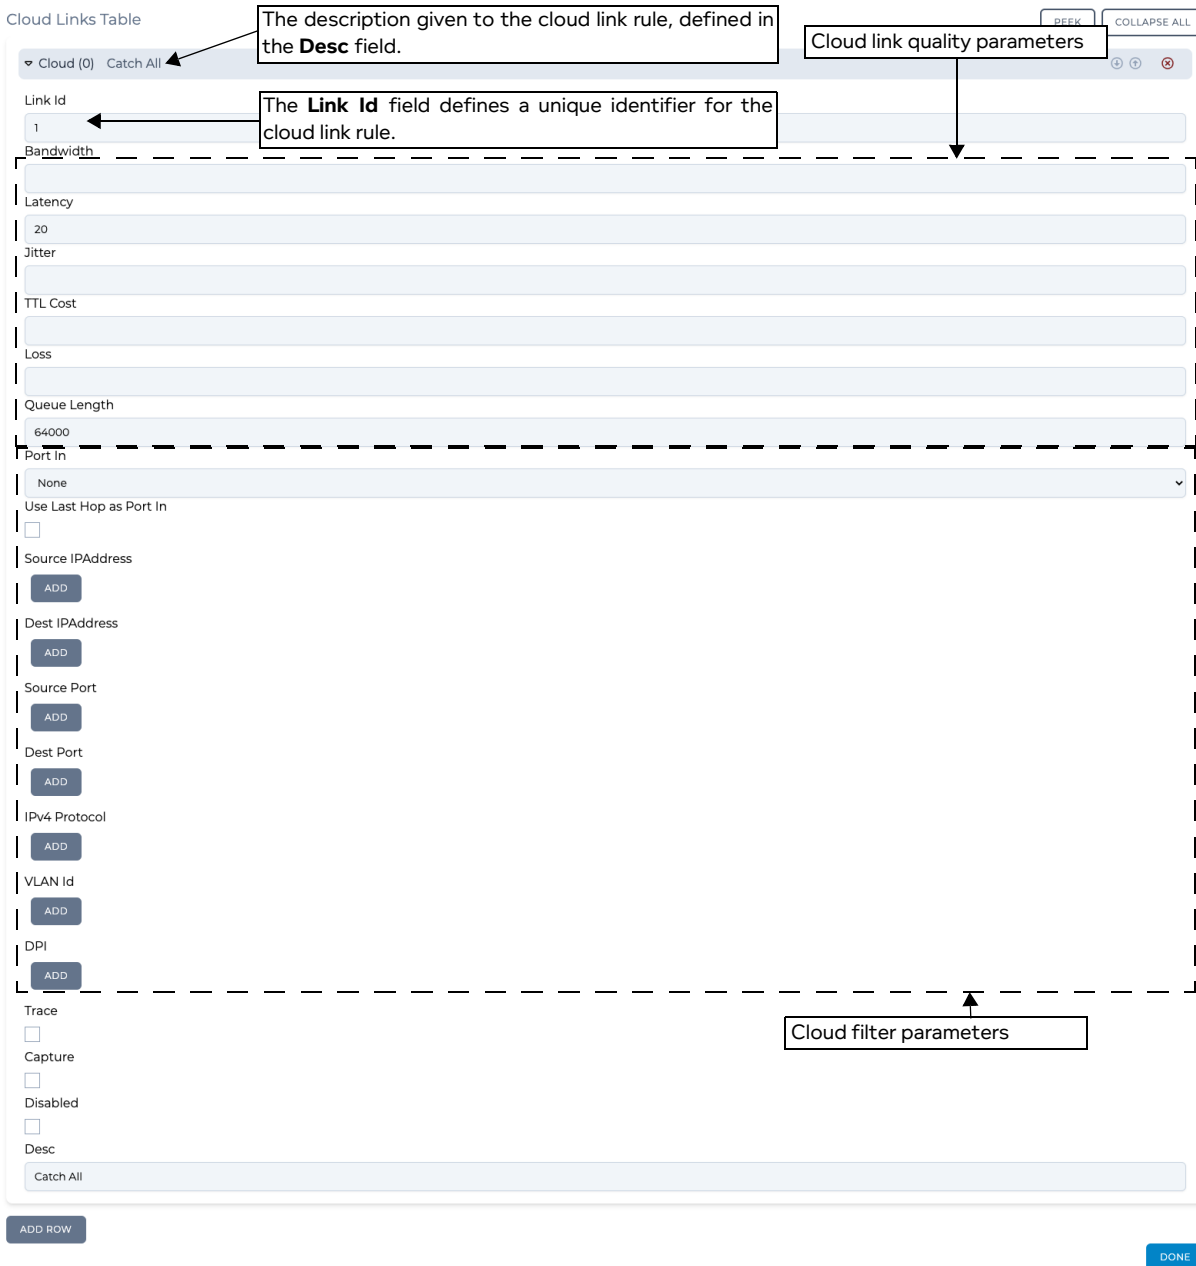 Cloud Links Table
PEEK
COLLAPSE ALL
The description given to the cloud link rule, defined in
the Desc field.
Cloud link quality parameters
Cloud (0) Catch All
Link Id
The Link Id field defines a unique identifier for the
cloud link rule.
1
Bandwidth
Latency
20
Jitter
TTL Cost
Loss
Queue Length
64000
Port In
None
Use Last Hop as Port In
Source IPAddress
ADD
Dest IPAddress
ADD
Source Port
ADD
Dest Port
ADD
IPv4 Protocol
ADD
VLAN Id
ADD
DPI
ADD
Trace
Cloud filter parameters
Capture
Disabled
Desc
Catch All
ADD ROW
DONE